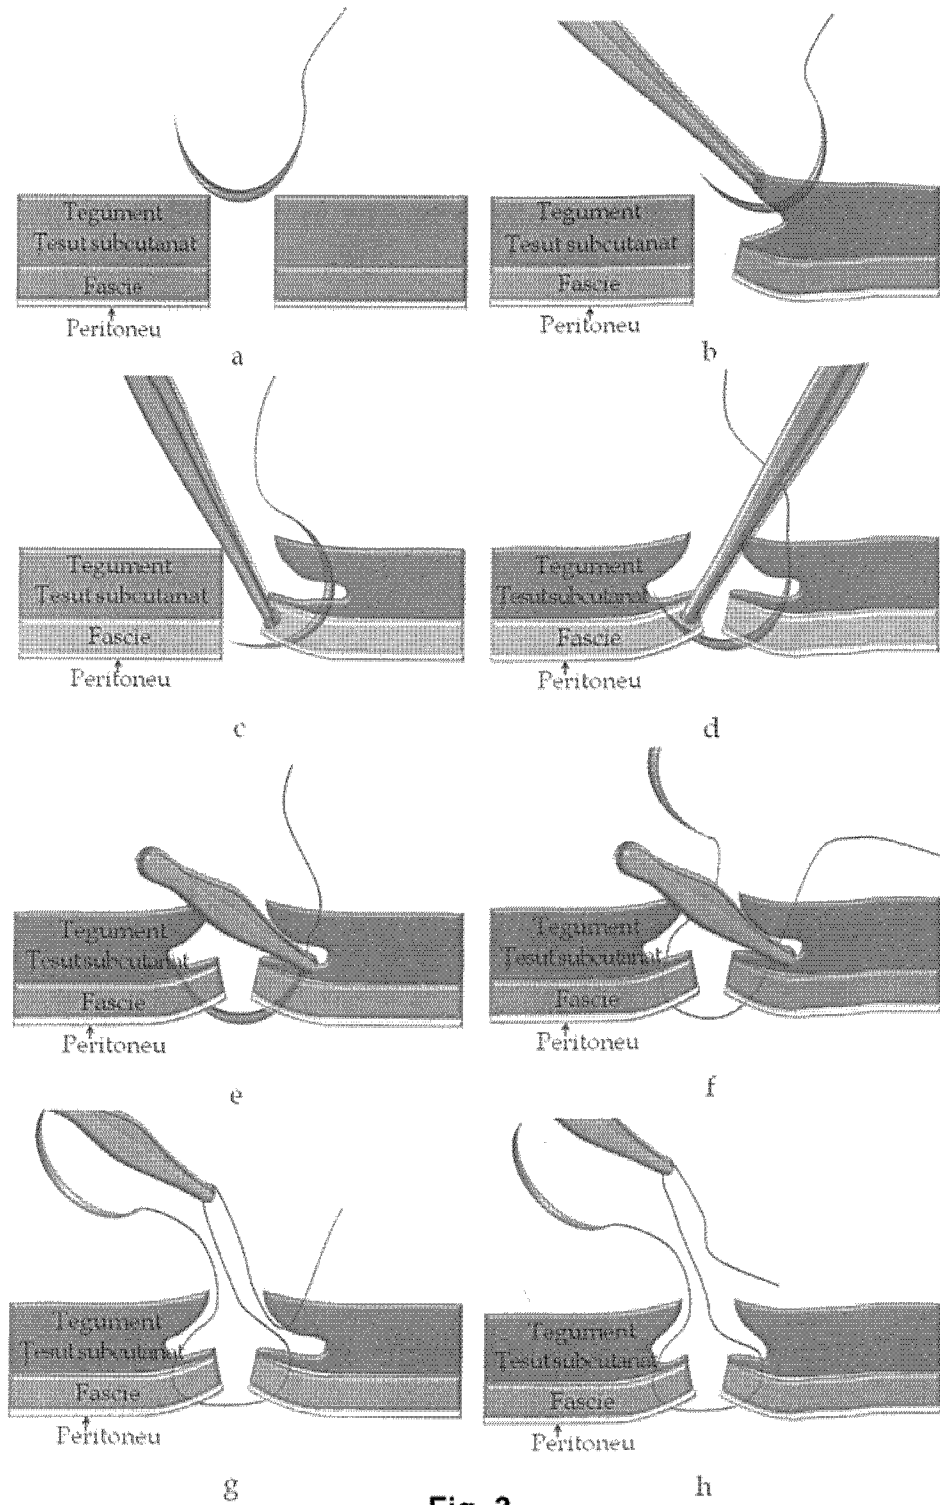 Tegument
Tesut subcutanat
Fascie
Peritoneu
a
Tegument
Tesut subcutanat
Fascie
Peritoneu
b
Tegument
Tesut subcutanat
Fascie
Peritoneu
c
Tegument
Tesut subcutanat
Fascie
Peritoneu
d
Tegument
Tesut subcutanat
Fascie
Peritoneu
e
Tegument
Tesut subcutanat
Fascie
Peritoneu
f
Tegument
Tesut subcutanat
Fascie
Peritoneu
g
Tegument
Tesut subcutanat
Fascie
Peritoneu
h